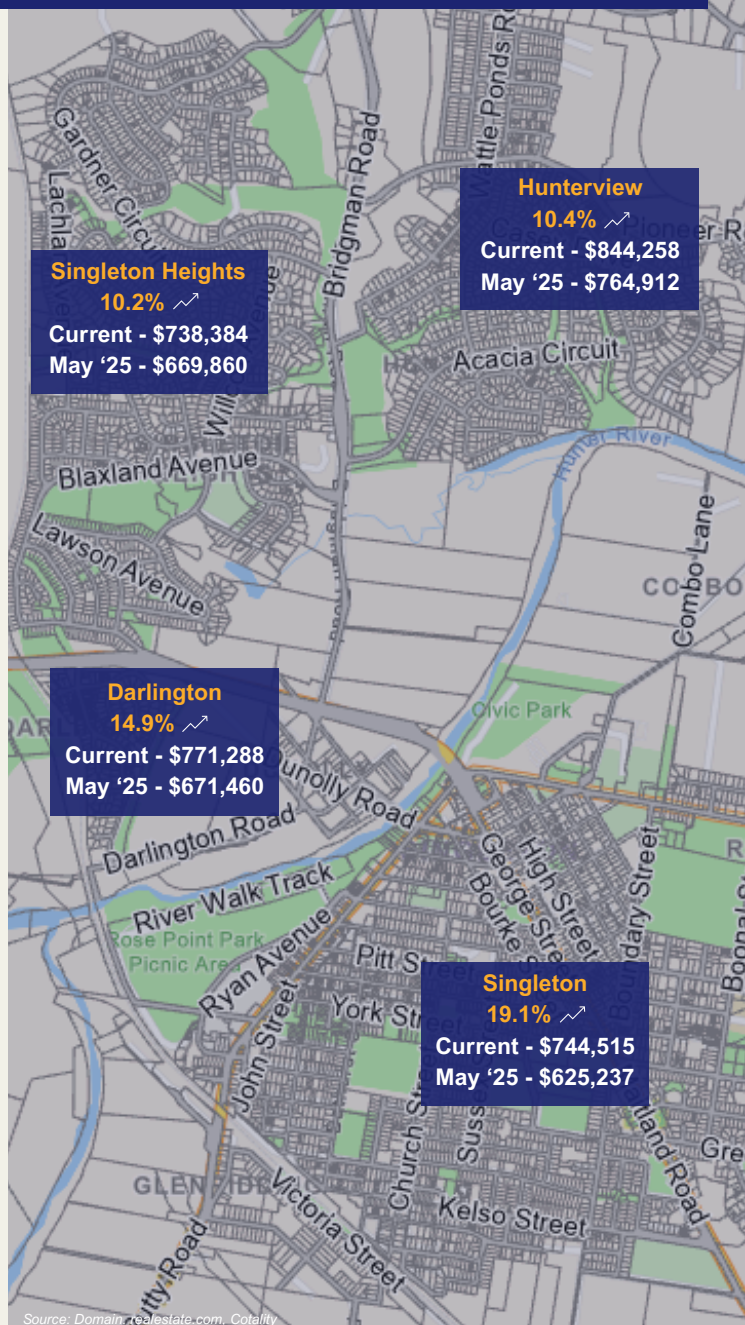 Gardner Circuit
Bridgman Road
Hunterview
10.4%
Current - $844,258
May ‘25 - $764,912
Singleton Heights
10.2%
Current - $738,384
May ‘25 - $669,860
Acacia Circuit
Blaxland Avenue
Hunter River
Lawson Avenue
Combo Lane
Darlington
14.9%
Current - $771,288
May ‘25 - $671,460
Civic Park
Dunolly Road
Darlington Road
River Walk Track
High Street
George Street
Boundary Street
Rose Point Park
Picnic Area
Ryan Avenue
Pitt Street
York Street
John Street
Singleton
19.1%
Current - $744,515
May ‘25 - $625,237
Church Street
Victoria Street
Kelso Street
Source: Domain, realestate.com, Cotality